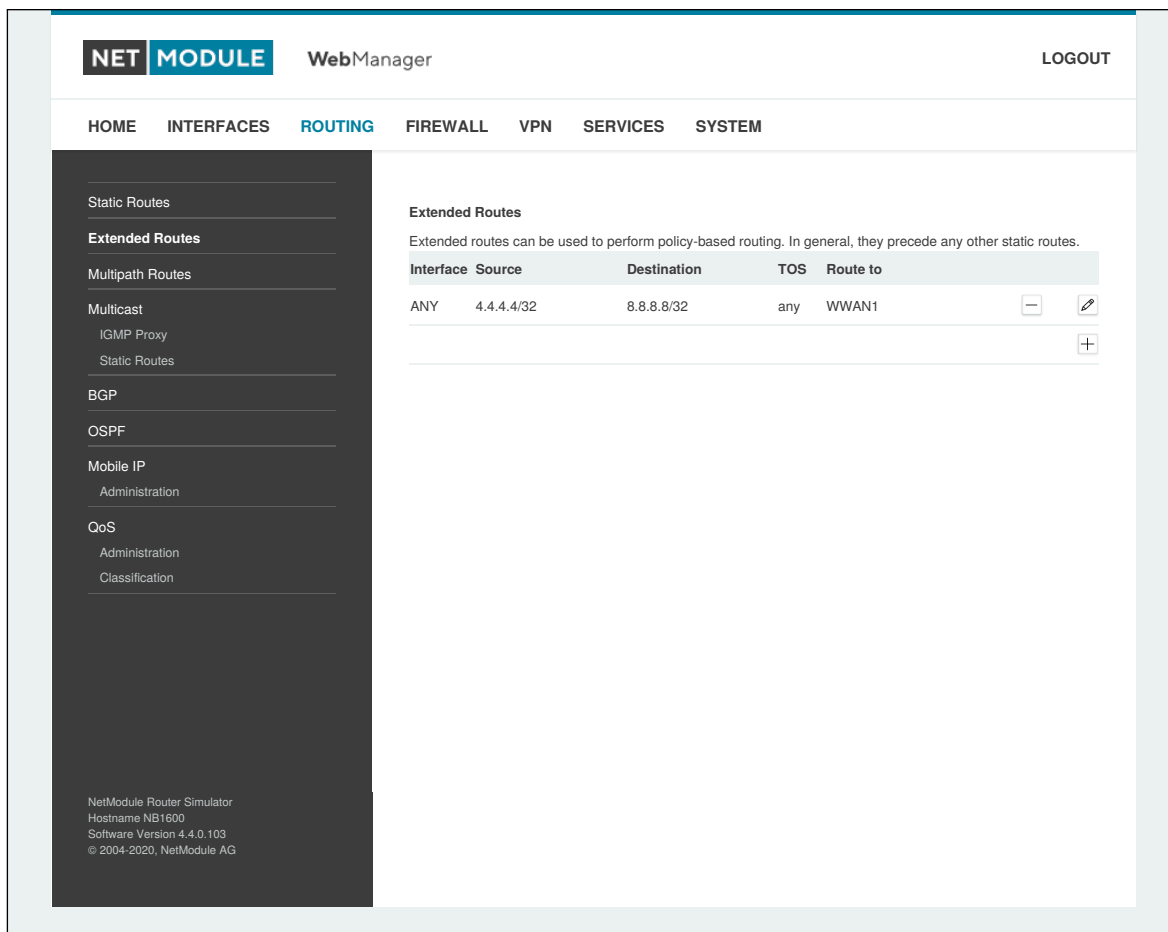 NET MODULE WebManager LOGOUT
HOME INTERFACES ROUTING FIREWALL VPN SERVICES SYSTEM
Static Routes
Extended Routes
Multipath Routes
Multicast
IGMP Proxy
Static Routes
BGP
OSPF
Mobile IP
Administration
QoS
Administration
Classification
NetModule Router Simulator
Hostname NB1600
Software Version 4.4.0.103
© 2004-2020, NetModule AG
Extended Routes
Extended routes can be used to perform policy-based routing. In general, they precede any other static routes.
Interface Source Destination TOS Route to
ANY 4.4.4.4/32 8.8.8.8/32 any WWAN1